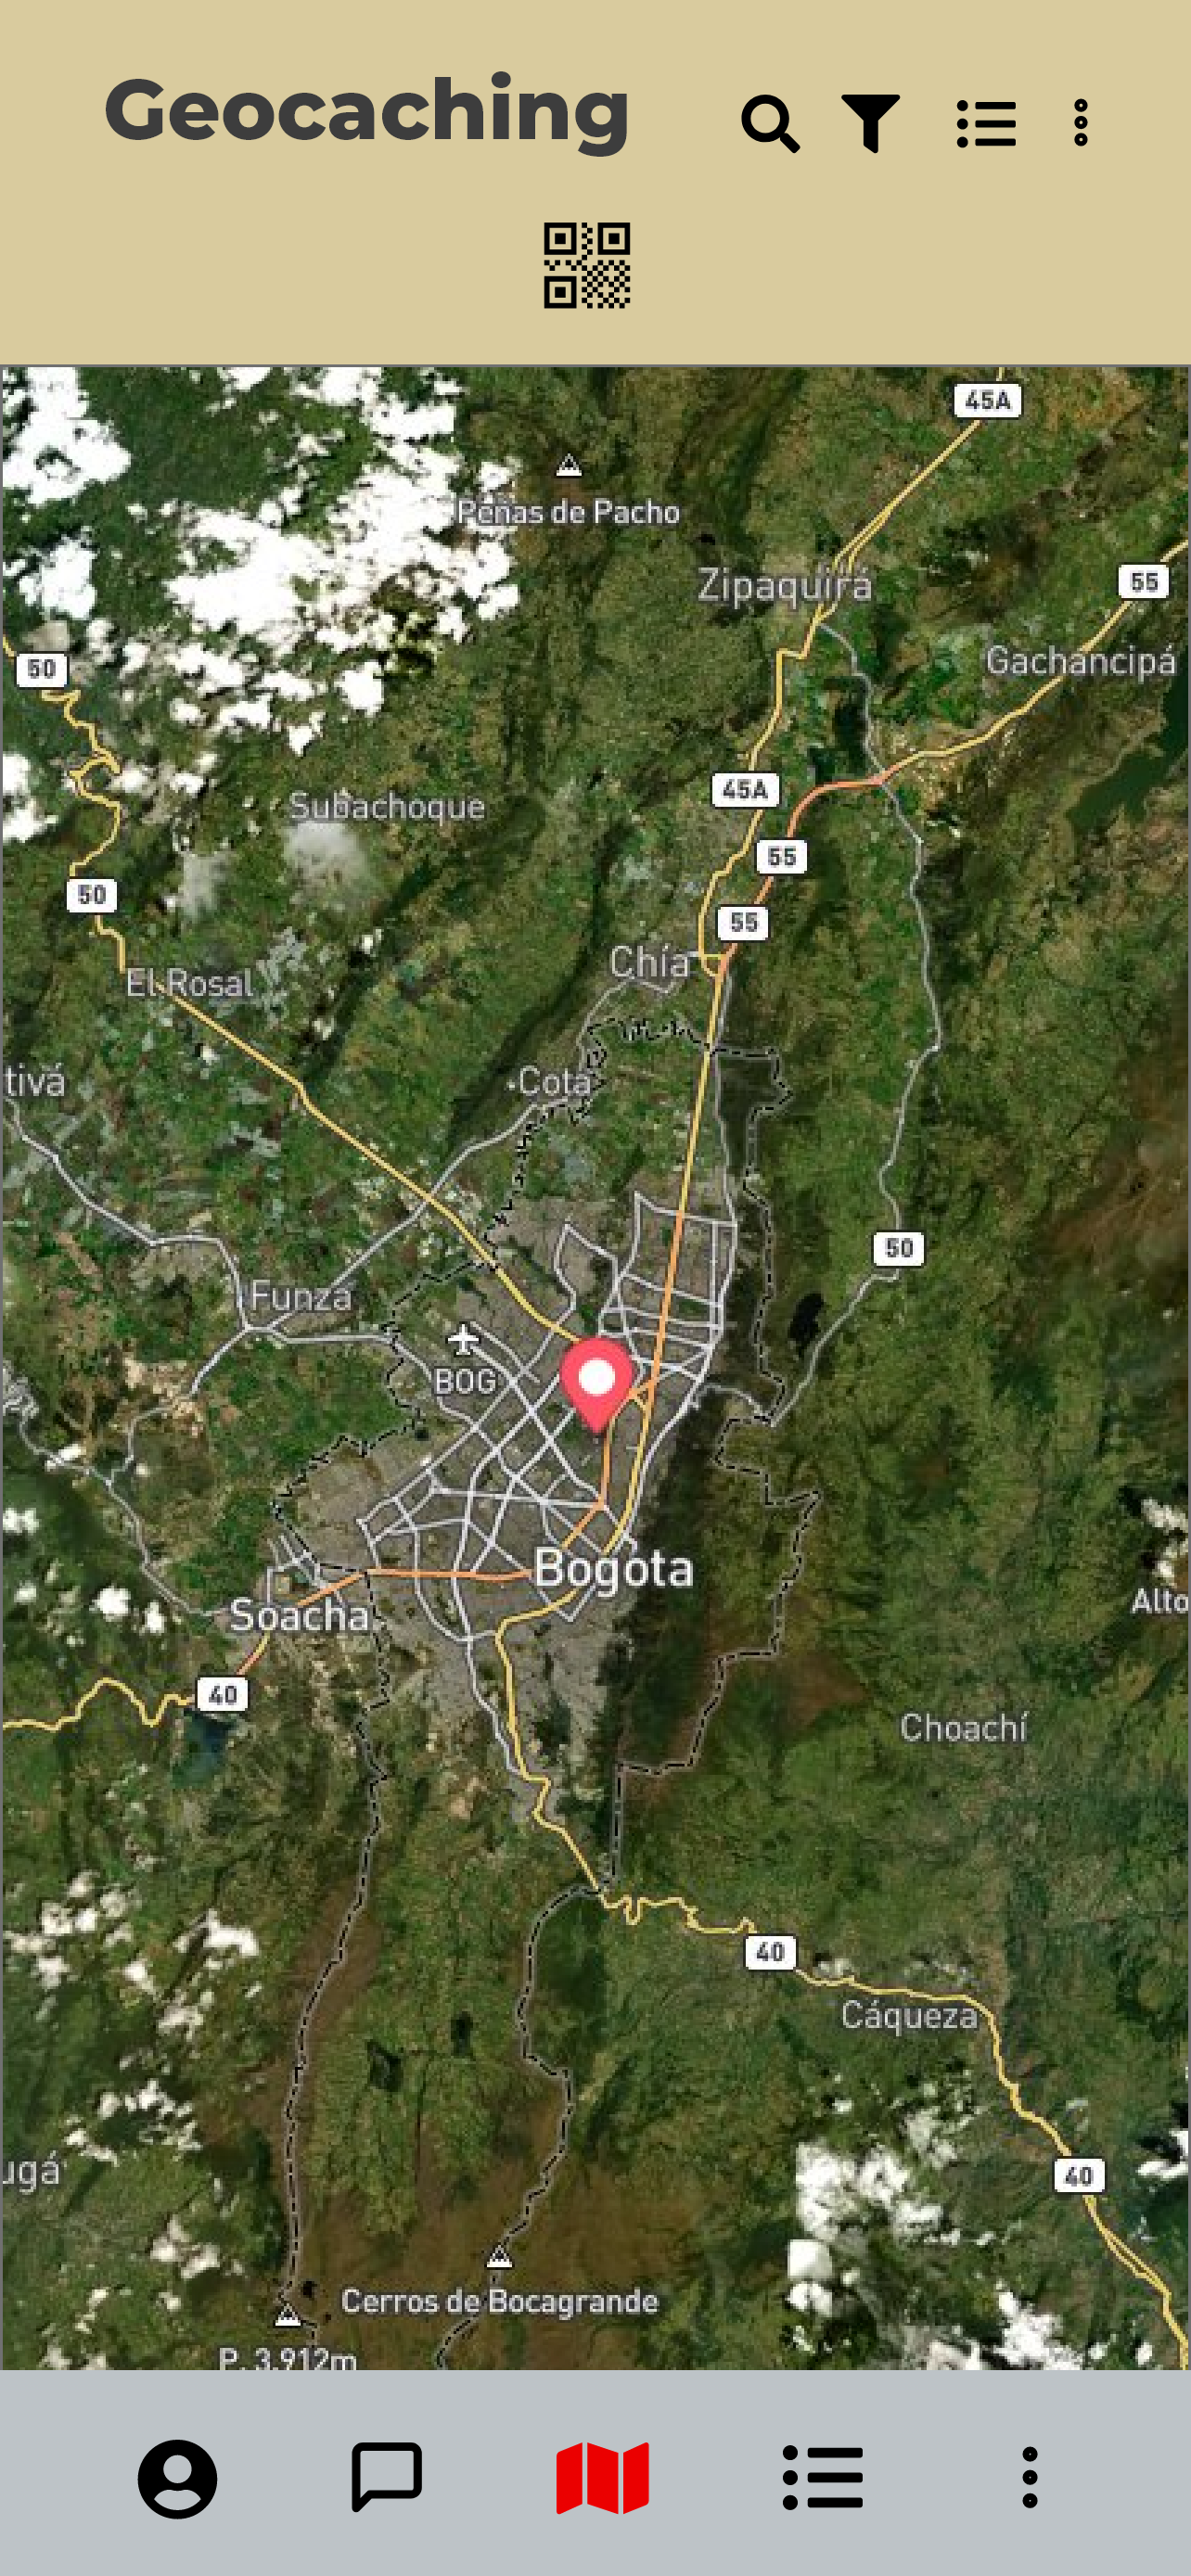 Geocaching
45A
Peñas de Pacho
Zipaquirá
55
50
Gachancipá
45A
Subachoque
55
50
55
Chía
El Rosal
Cota
tivá
50
Funza
BOG
Bogota
Soacha
Alto
40
Choachí
40
Cáqueza
ugá
40
Cerros de Bocagrande
P. 3.912m